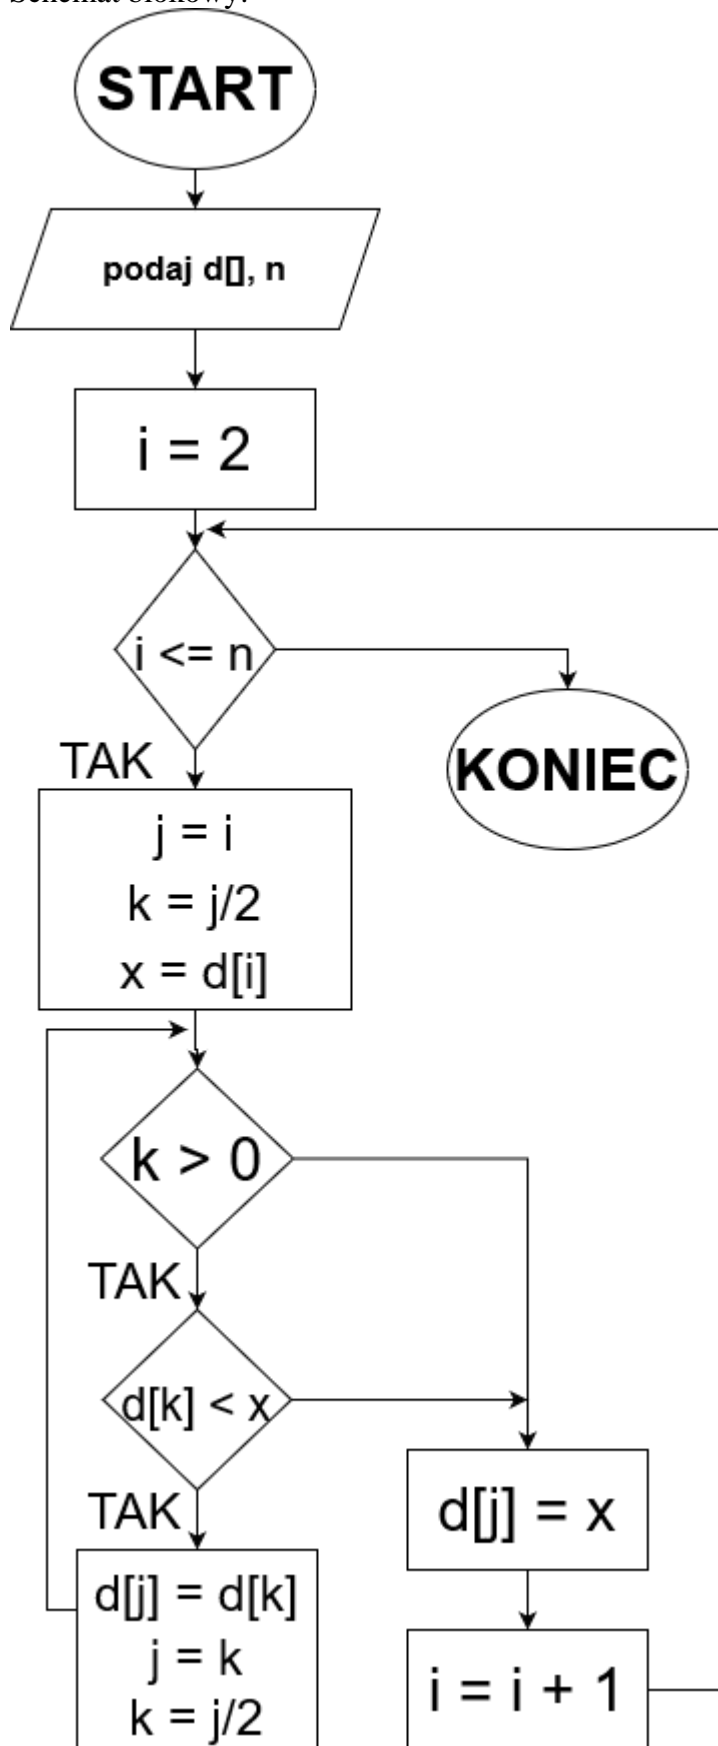 Schemat blokowy:
START
podaj d[], n
i = 2
i <= n
TAK
KONIEC
j = i
k = j/2
x = d[i]
k > 0
TAK
d[k] < x
TAK
d[j] = x
d[j] = d[k]
j = k
k = j/2
i = i + 1